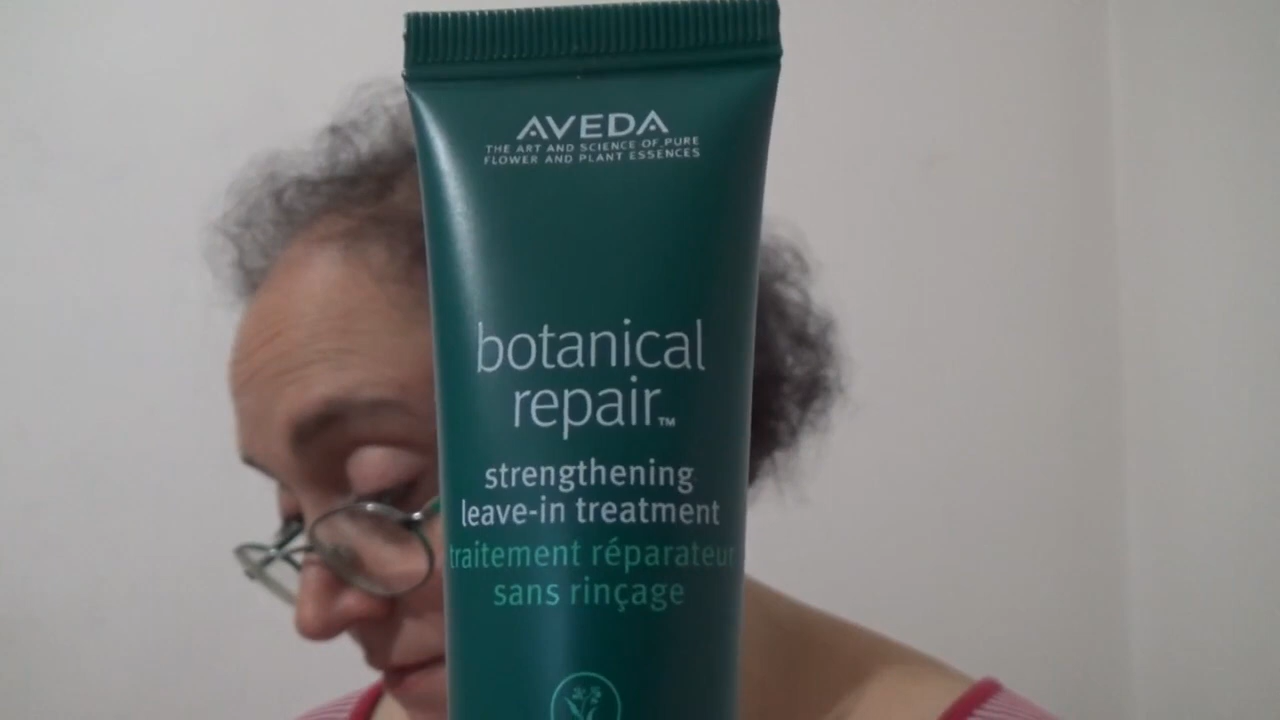 AVEDA
THE ART AND SCIENCE OF PURE
FLOWER AND PLANT ESSENCES
botanical
repair™
strengthening
leave-in treatment
traitement réparateur
sans rinçage